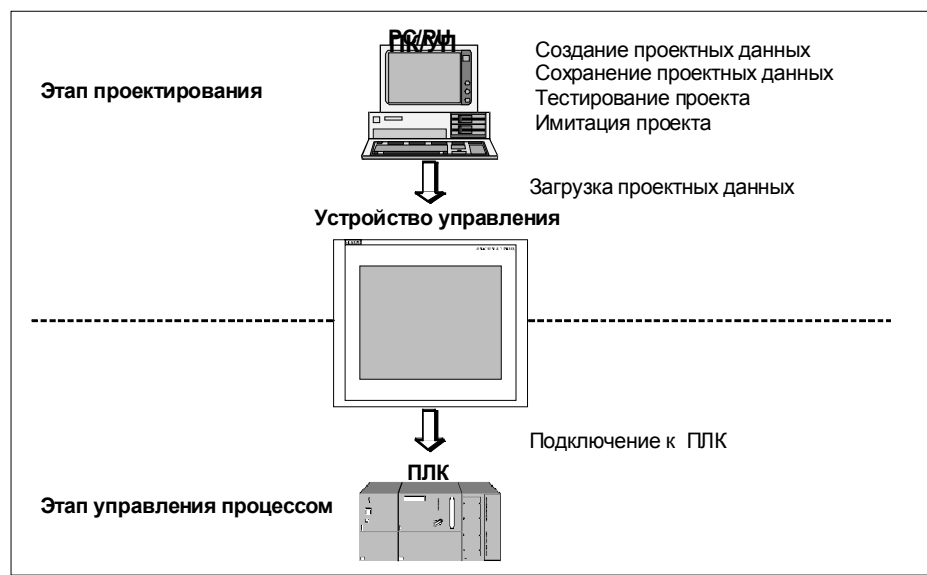 Создание проектных данных
Сохранение проектных данных
Этап проектирования
Тестирование проекта
Имитация проекта
Загрузка проектных данных
Устройство управления
Подключение к ПЛК
ПЛК
Этап управления процессом